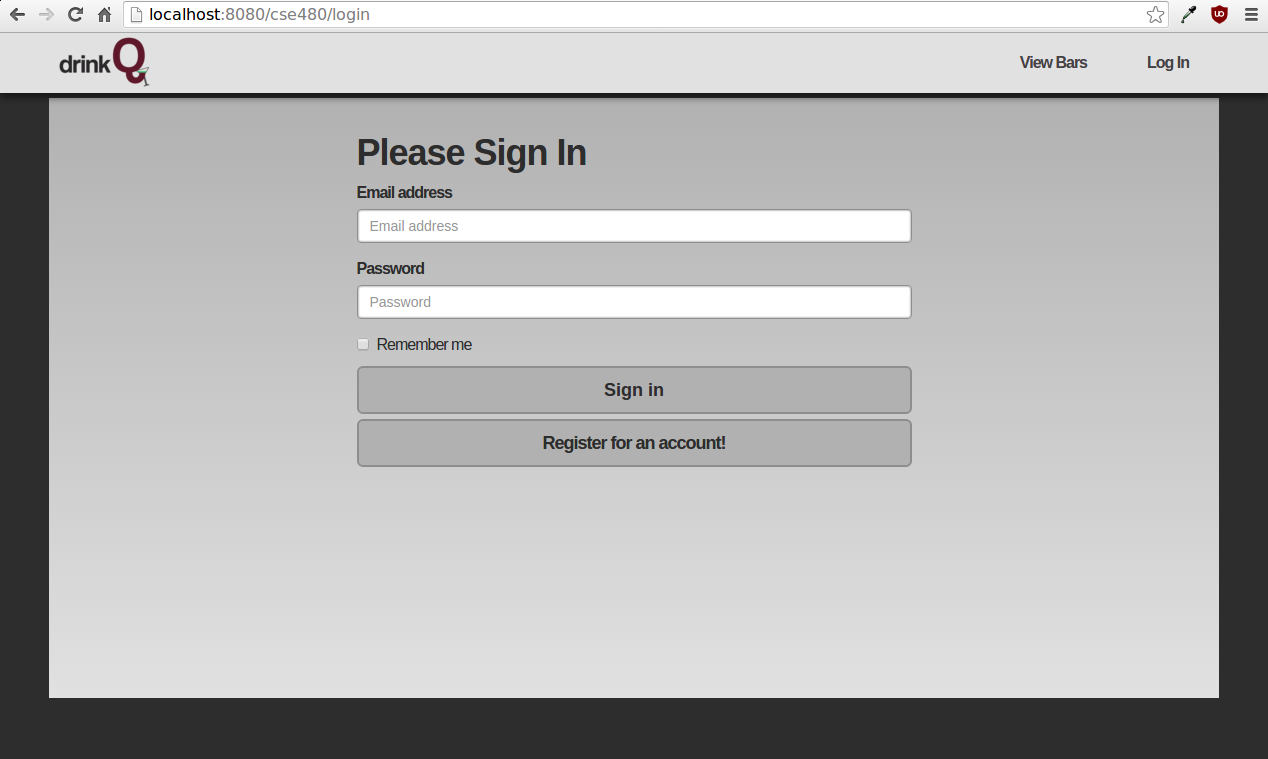 localhost:8080/cse480/login
drinkQ
View Bars
Log In
Please Sign In
Email address
Email address
Password
Password
Remember me
Sign in
Register for an account!